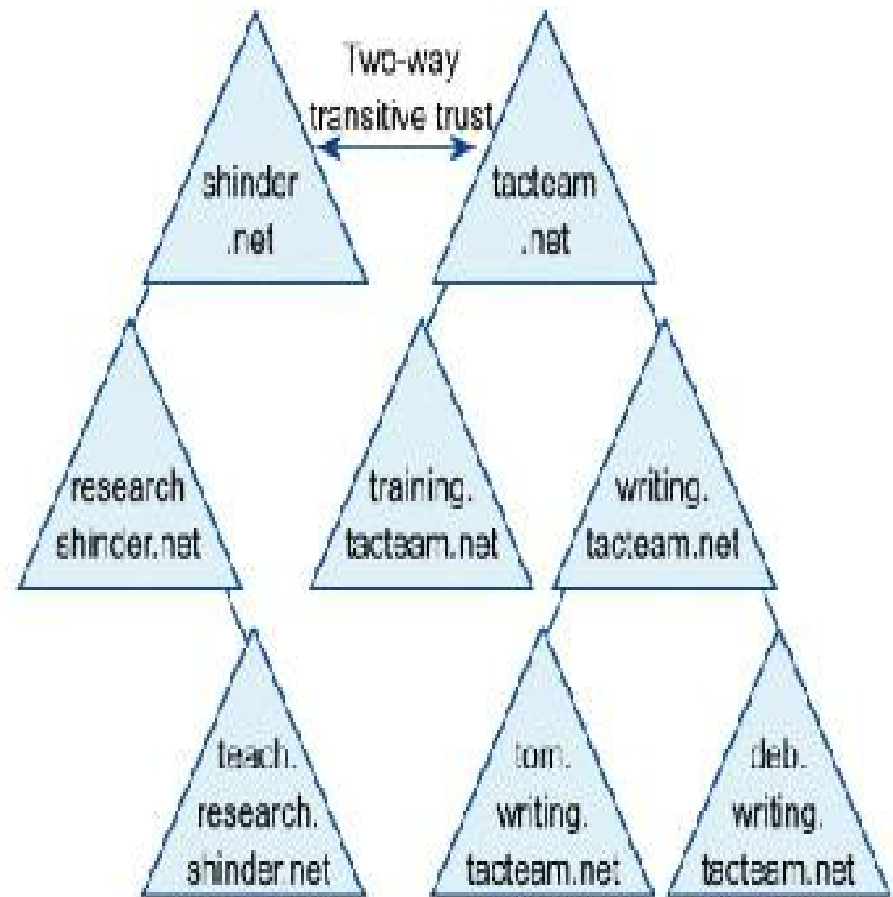 Two-way
transitive trust
shinder
.net
tacteam
.net
research
shinder.net
training.
tacteam.net
writing.
tacteam.net
teach.
research.
shinder.net
tom.
writing.
tacteam.net
deb.
writing.
tacteam.net